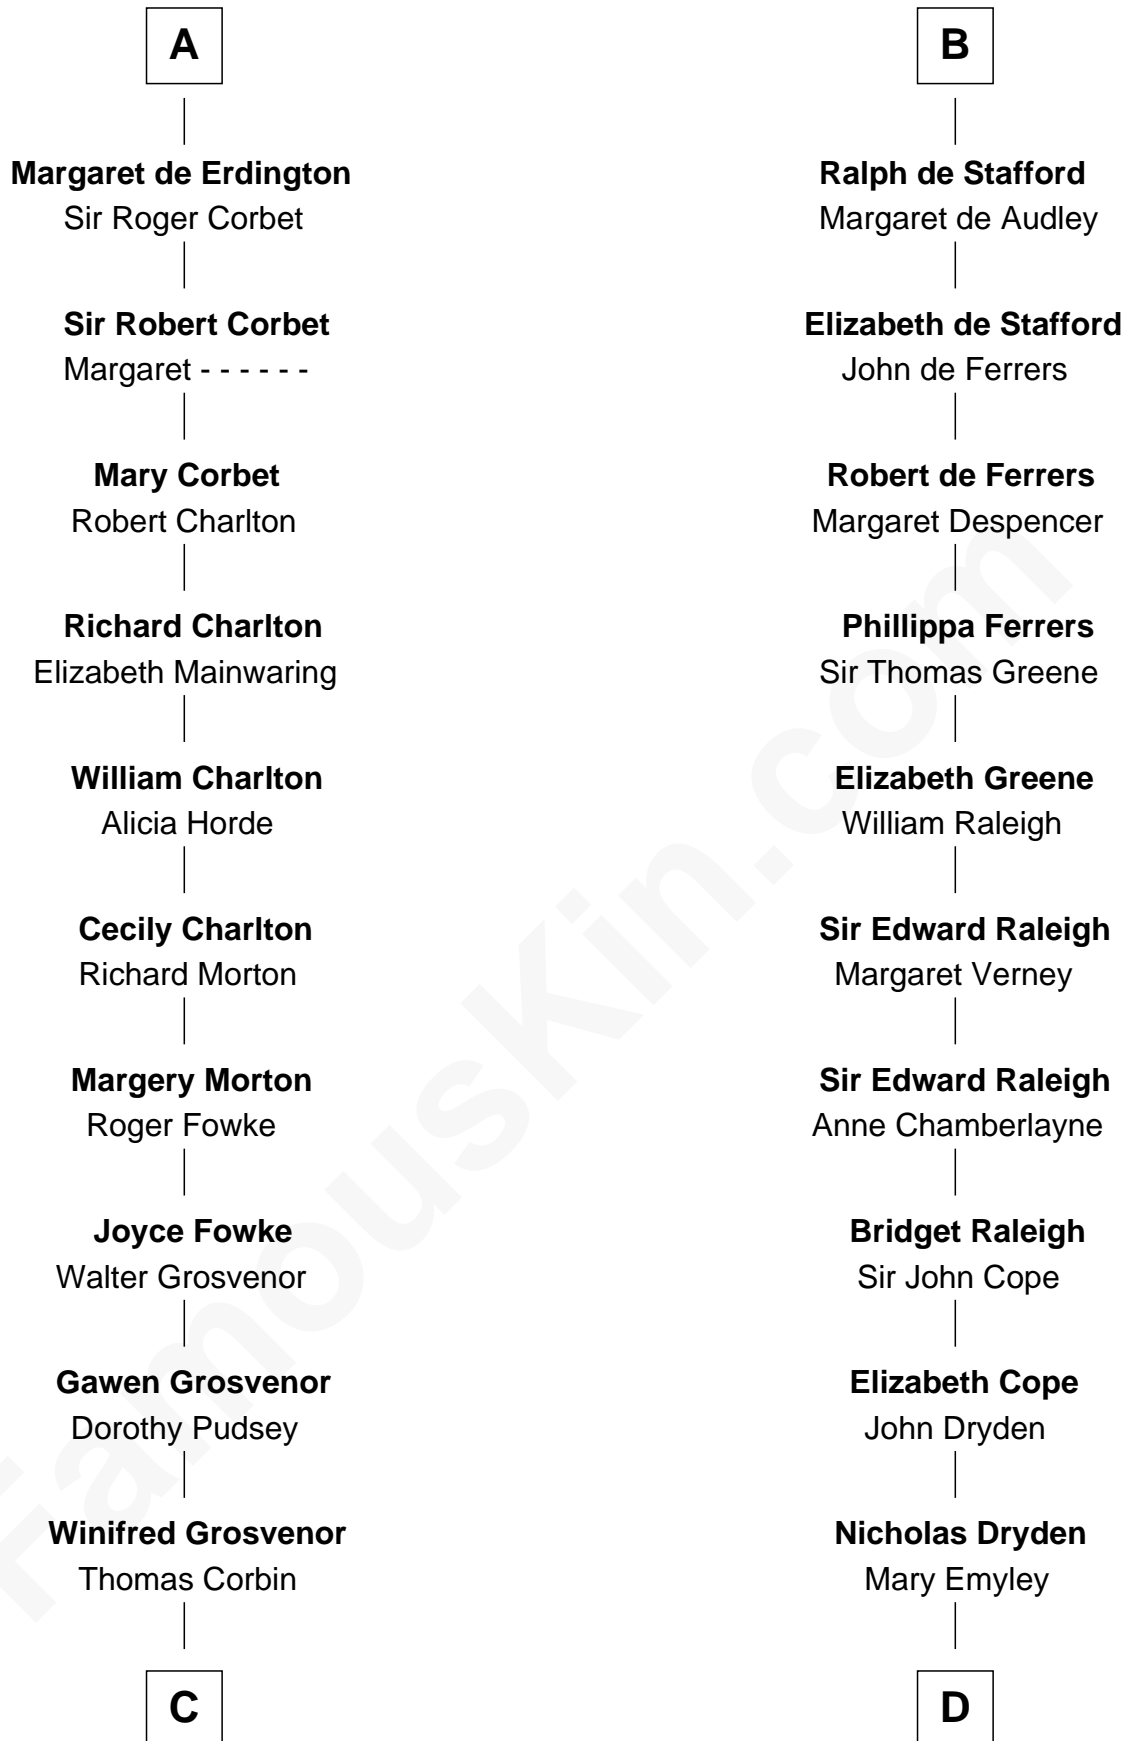 A
Margaret de Erdington
Sir Roger Corbet
Sir Robert Corbet
Margaret - - - - - -
Mary Corbet
Robert Charlton
Richard Charlton
Elizabeth Mainwaring
William Charlton
Alicia Horde
Cecily Charlton
Richard Morton
Margery Morton
Roger Fowke
Joyce Fowke
Walter Grosvenor
Gawen Grosvenor
Dorothy Pudsey
Winifred Grosvenor
Thomas Corbin
C
B
Ralph de Stafford
Margaret de Audley
Elizabeth de Stafford
John de Ferrers
Robert de Ferrers
Margaret Despencer
Phillippa Ferrers
Sir Thomas Greene
Elizabeth Greene
William Raleigh
Sir Edward Raleigh
Margaret Verney
Sir Edward Raleigh
Anne Chamberlayne
Bridget Raleigh
Sir John Cope
Elizabeth Cope
John Dryden
Nicholas Dryden
Mary Emyley
D
FamousKin.com